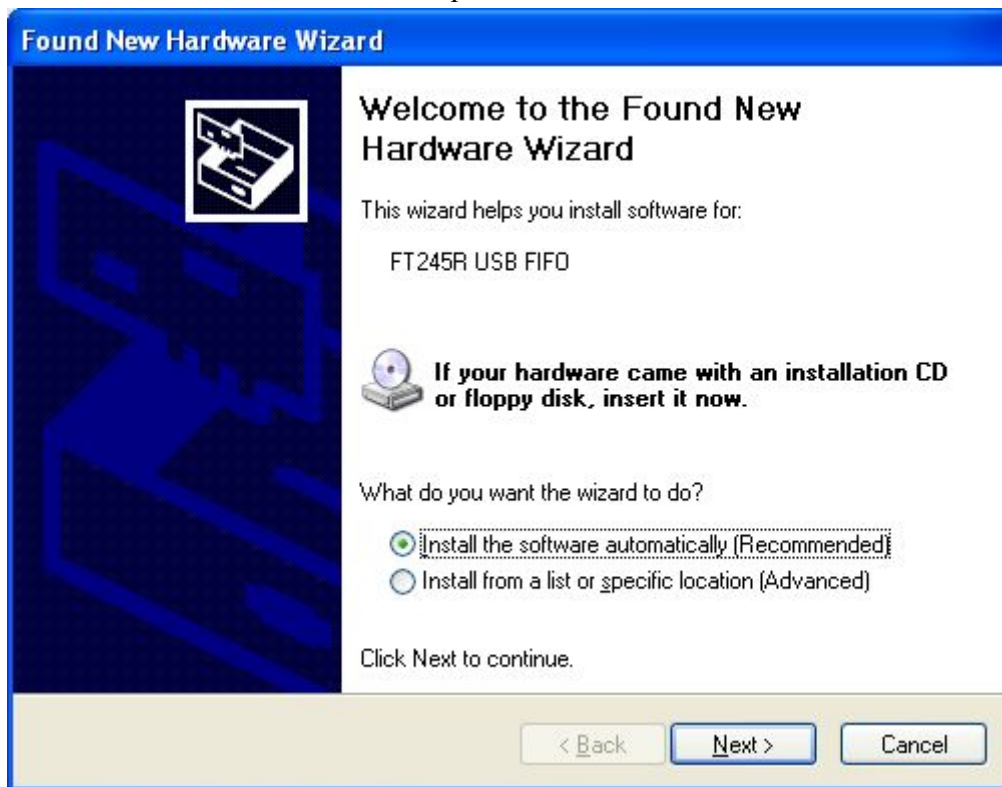 Found New Hardware Wizard
Welcome to the Found New
Hardware Wizard
This wizard helps you install software for:
FT245R USB FIFO
If your hardware came with an installation CD
or floppy disk, insert it now.
What do you want the wizard to do?
Install the software automatically (Recommended)
Install from a list or specific location (Advanced)
Click Next to continue.
< Back Next > Cancel